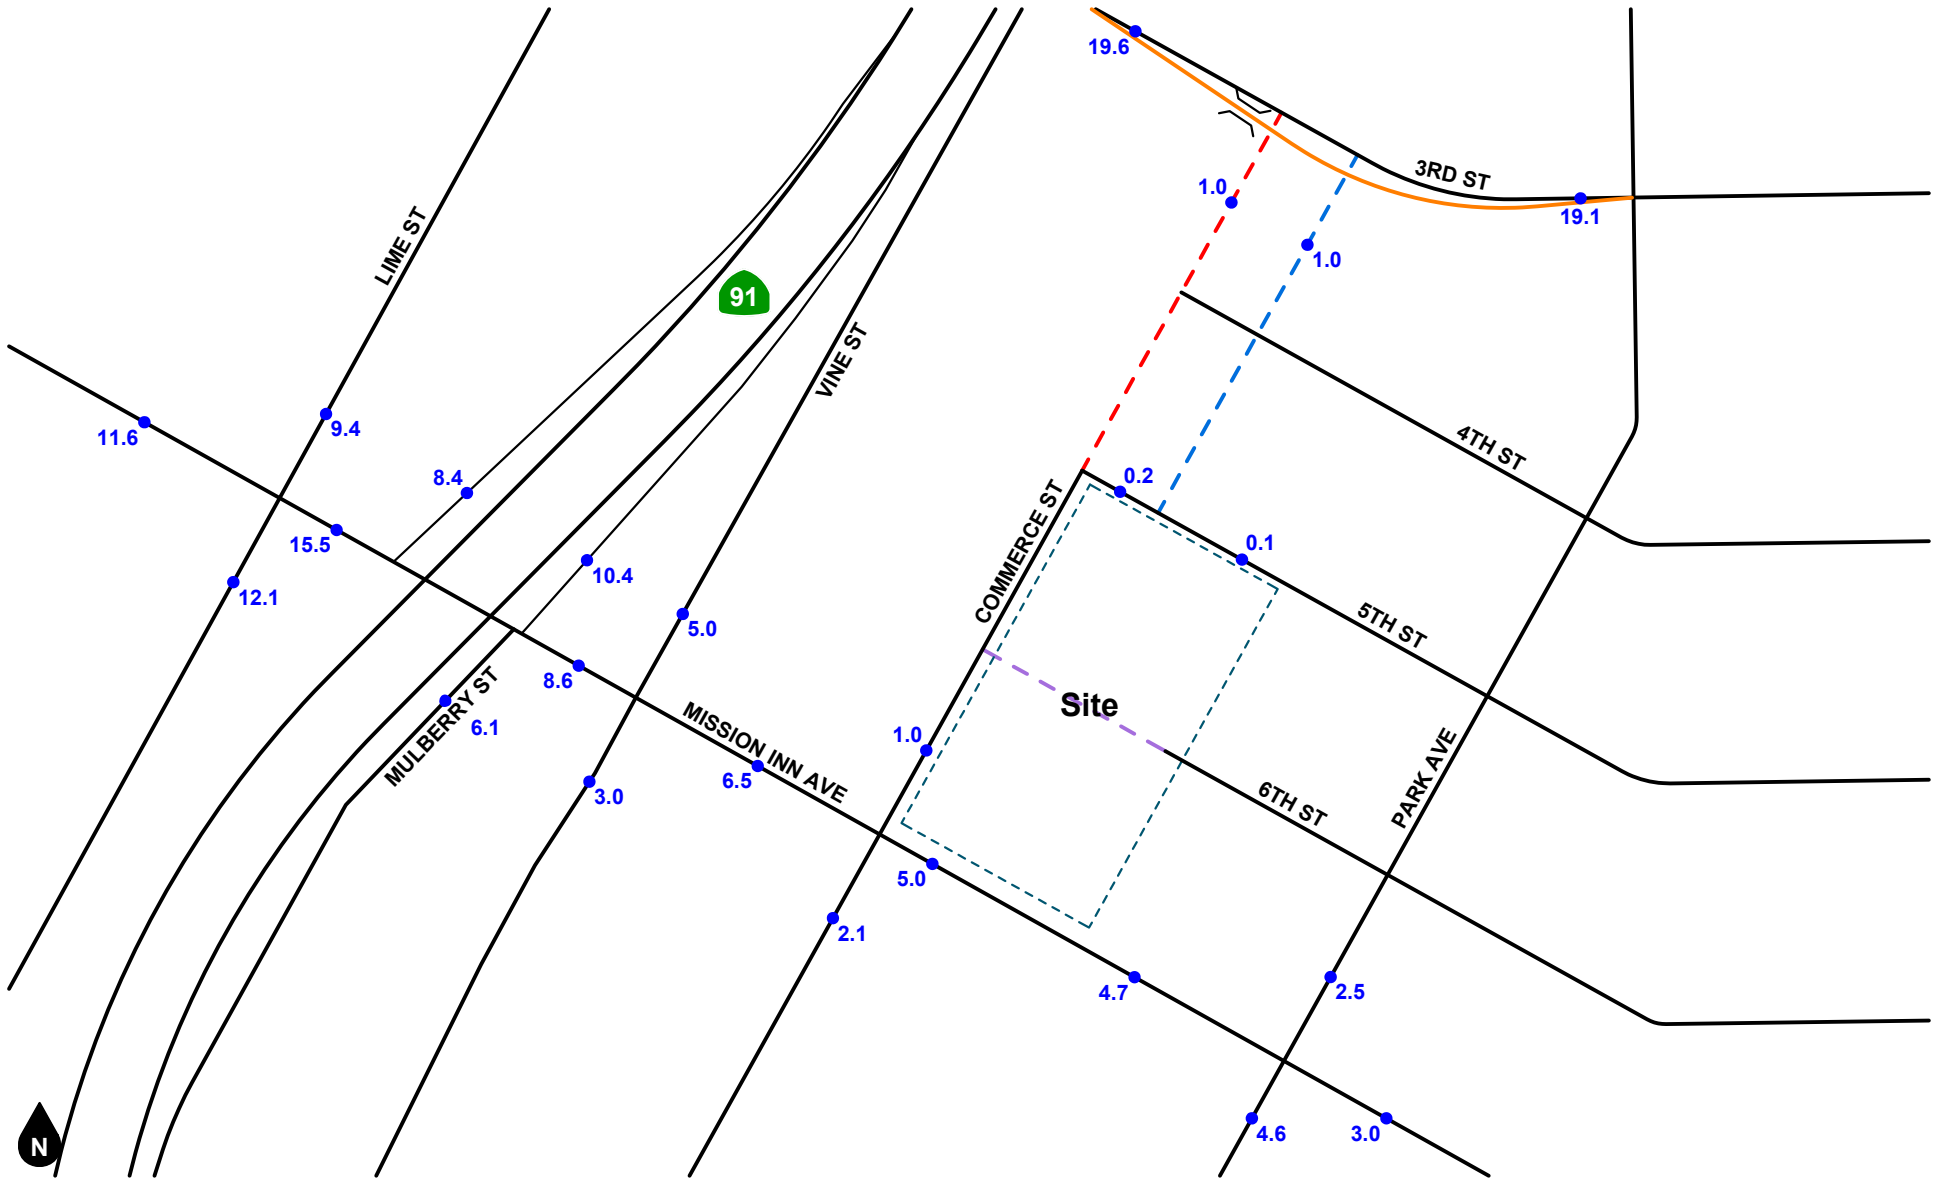 19.6
3RD ST
1.0
19.1
LIME ST
1.0
91
VINE ST
11.6
9.4
4TH ST
8.4
0.2
COMMERCE ST
15.5
0.1
10.4
12.1
5.0
5TH ST
8.6
MULBERRY ST
6.1
Site
MISSION INN AVE
1.0
6.5
3.0
PARK AVE
6TH ST
5.0
2.1
4.7
2.5
N
4.6
3.0